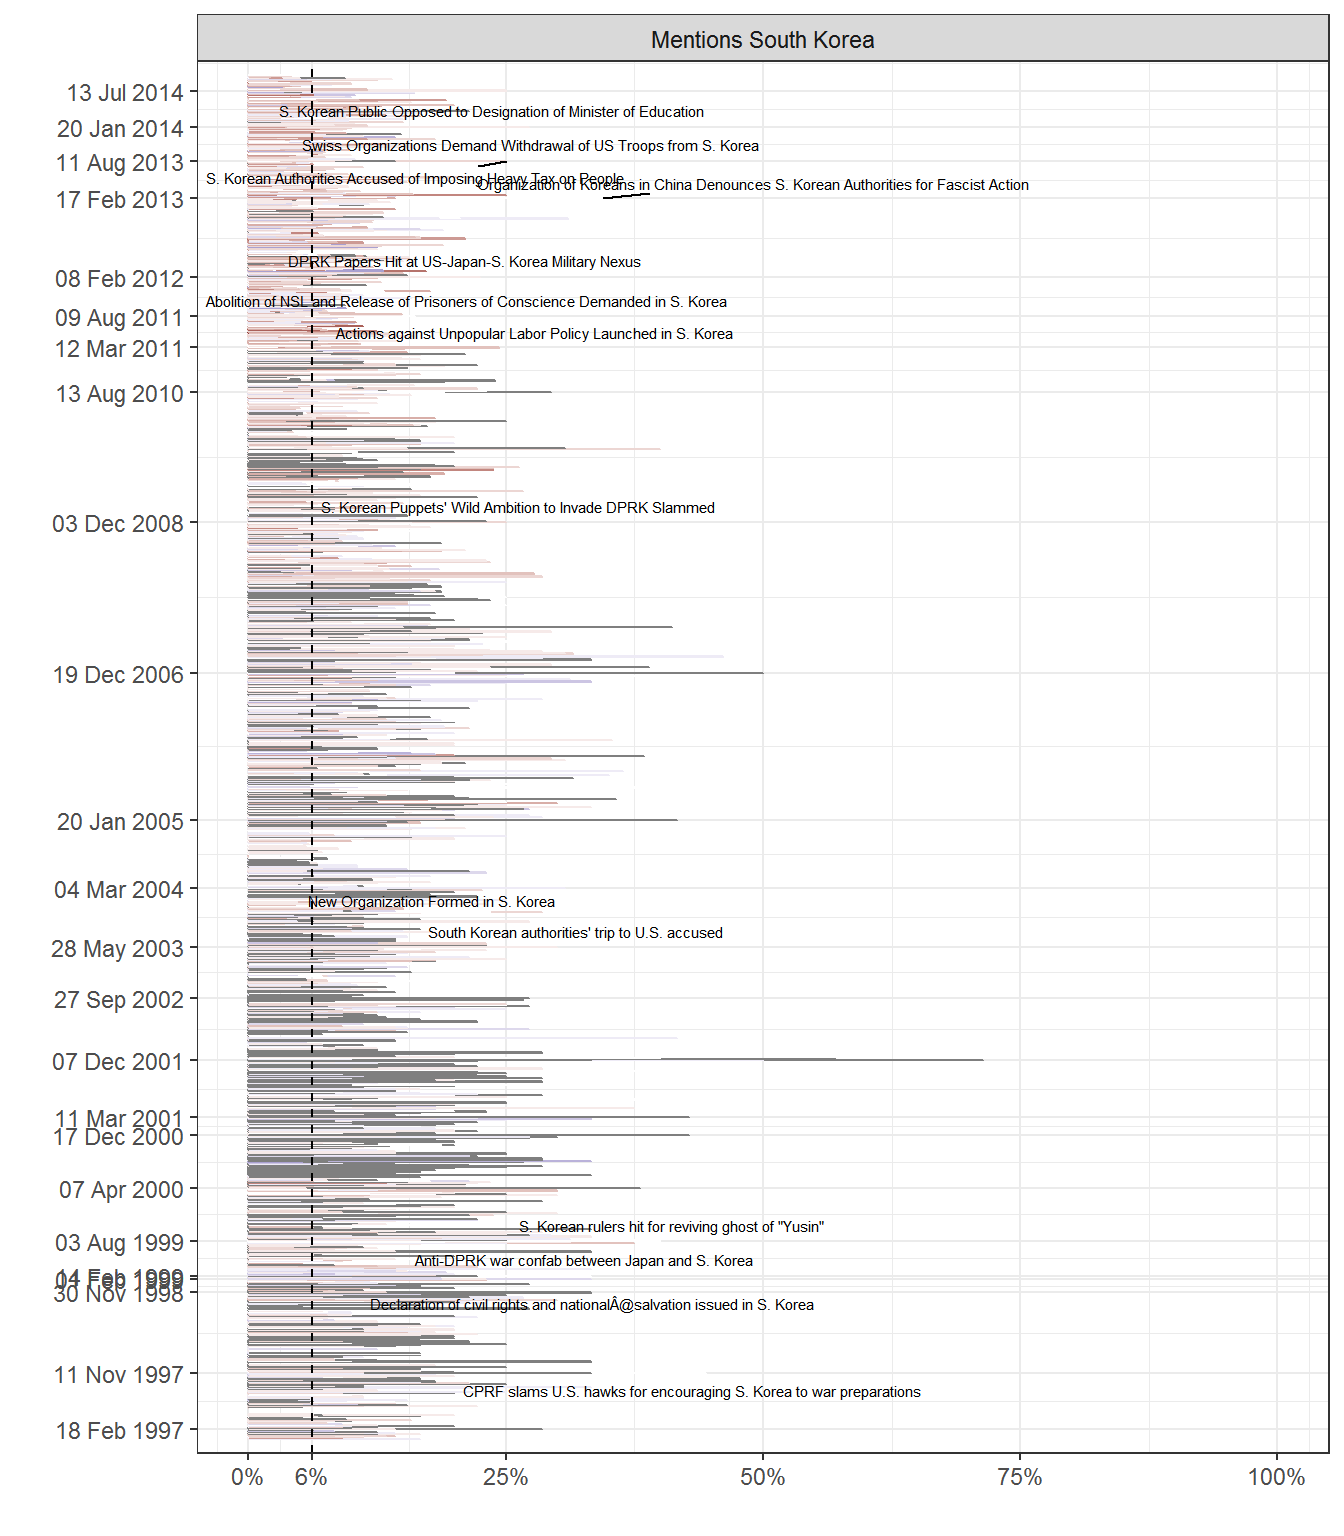 Mentions South Korea
13 Jul 2014
S. Korean Public Opposed to Designation of Minister of Education
20 Jan 2014
Swiss Organizations Demand Withdrawal of US Troops from S. Korea
11 Aug 2013
S. Korean Authorities Accused of Imposing Heavy Tax on People
Organization of Koreans in China Denounces S. Korean Authorities for Fascist Action
17 Feb 2013
DPRK Papers Hit at US-Japan-S. Korea Military Nexus
08 Feb 2012
Abolition of NSL and Release of Prisoners of Conscience Demanded in S. Korea
09 Aug 2011
Actions against Unpopular Labor Policy Launched in S. Korea
12 Mar 2011
13 Aug 2010
S. Korean Puppets' Wild Ambition to Invade DPRK Slammed
03 Dec 2008
19 Dec 2006
20 Jan 2005
04 Mar 2004
New Organization Formed in S. Korea
South Korean authorities' trip to U.S. accused
28 May 2003
27 Sep 2002
07 Dec 2001
11 Mar 2001
17 Dec 2000
07 Apr 2000
S. Korean rulers hit for reviving ghost of "Yusin"
03 Aug 1999
Anti-DPRK war confab between Japan and S. Korea
Feb 1999
Feb 1999
30 Nov 1998
Declaration of civil rights and nationalÂ@salvation issued in S. Korea
11 Nov 1997
CPRF slams U.S. hawks for encouraging S. Korea to war preparations
18 Feb 1997
0% 6% 25% 50% 75% 100%